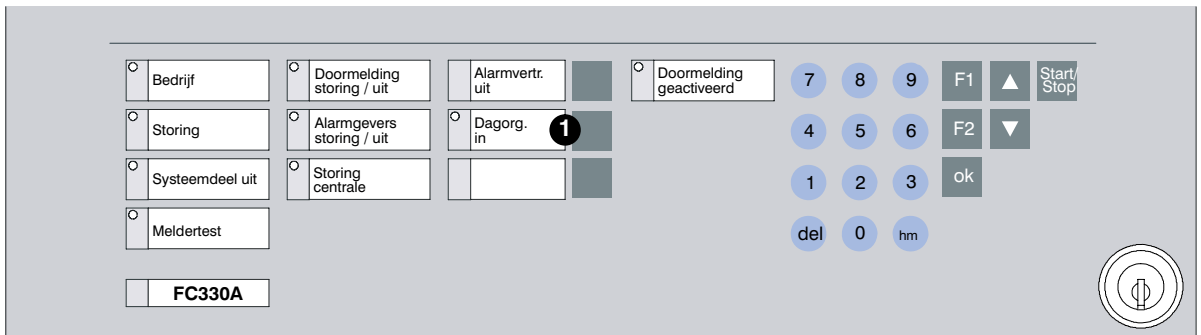 Bedrijf
Doormelding
storing / uit
Alarmvertr.
uit
Doormelding
geactiveerd
7 8 9
F1
Start/
Stop
Storing
Alarmgevers
storing / uit
Dagorg.
in
1
4 5 6
F2
Systeemdeel uit
Storing
centrale
1 2 3
ok
Meldertest
del 0 hm
FC330A